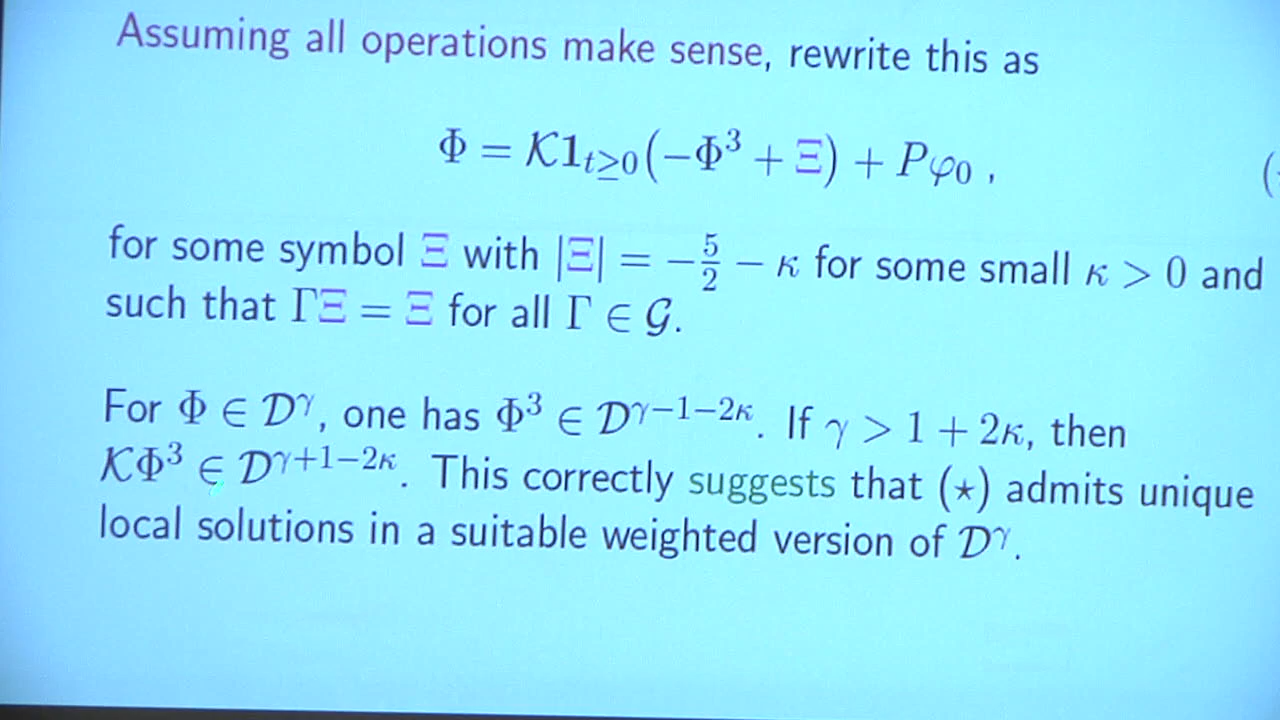 Assuming all operations make sense, rewrite this as
Φ = 𝒦1_{t≥0}(−Φ³ + Ξ) + Pφ₀ ,
(
for some symbol Ξ with |Ξ| = −5/2 − κ for some small κ > 0 and
such that ΓΞ = Ξ for all Γ ∈ 𝒢.
For Φ ∈ 𝒟^γ, one has Φ³ ∈ 𝒟^{γ−1−2κ}. If γ > 1 + 2κ, then
𝒦Φ³ ∈ 𝒟^{γ+1−2κ}. This correctly suggests that (⋆) admits unique
local solutions in a suitable weighted version of 𝒟^γ.